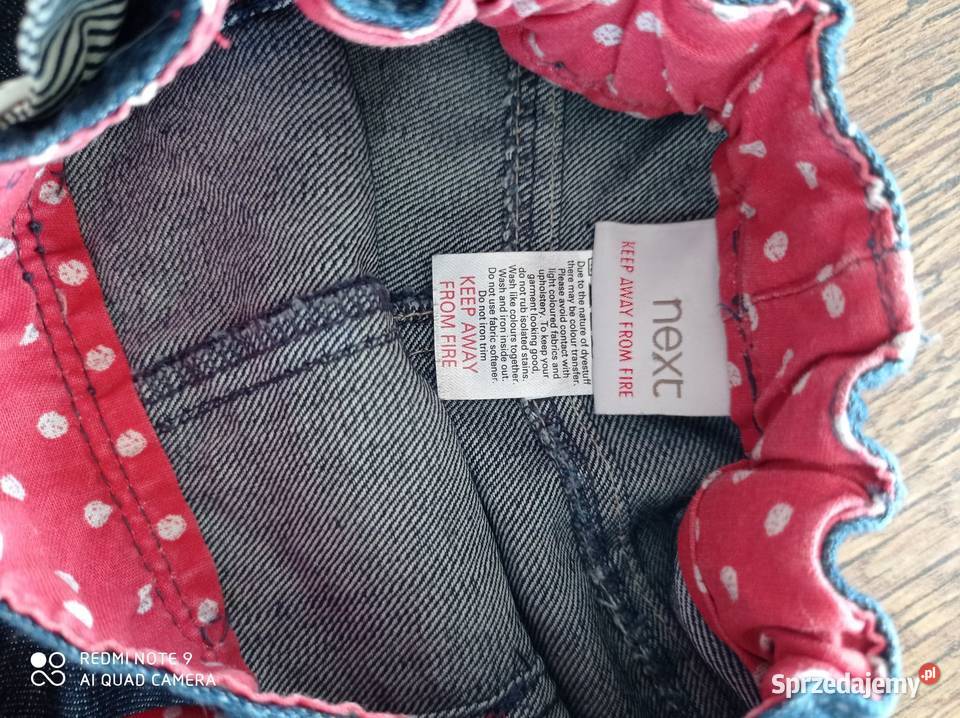 next
KEEP AWAY FROM FIRE
Due to the nature of dyestuff
there may be colour transfer.
Please avoid contact with
light coloured fabrics and
upholstery. To keep your
garment looking good,
do not rub isolated stains.
Wash like colours together.
Wash and iron inside out.
Do not use fabric softener.
Do not iron trim
KEEP AWAY
FROM FIRE
REDMI NOTE 9
AI QUAD CAMERA
Sprzedajemy.pl